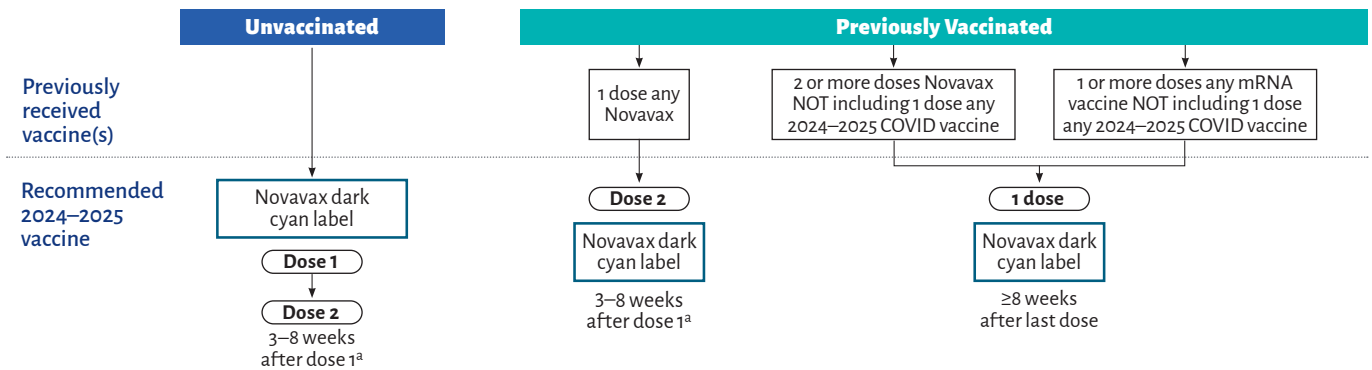 Unvaccinated
Previously Vaccinated
Previously
received
vaccine(s)
1 dose any
Novavax
2 or more doses Novavax
NOT including 1 dose any
2024–2025 COVID vaccine
1 or more doses any mRNA
vaccine NOT including 1 dose
any 2024–2025 COVID vaccine
Recommended
2024–2025
vaccine
Novavax dark
cyan label
Dose 1
Dose 2
3–8 weeks
after dose 1ᵃ
Dose 2
Novavax dark
cyan label
3–8 weeks
after dose 1ᵃ
1 dose
Novavax dark
cyan label
≥8 weeks
after last dose